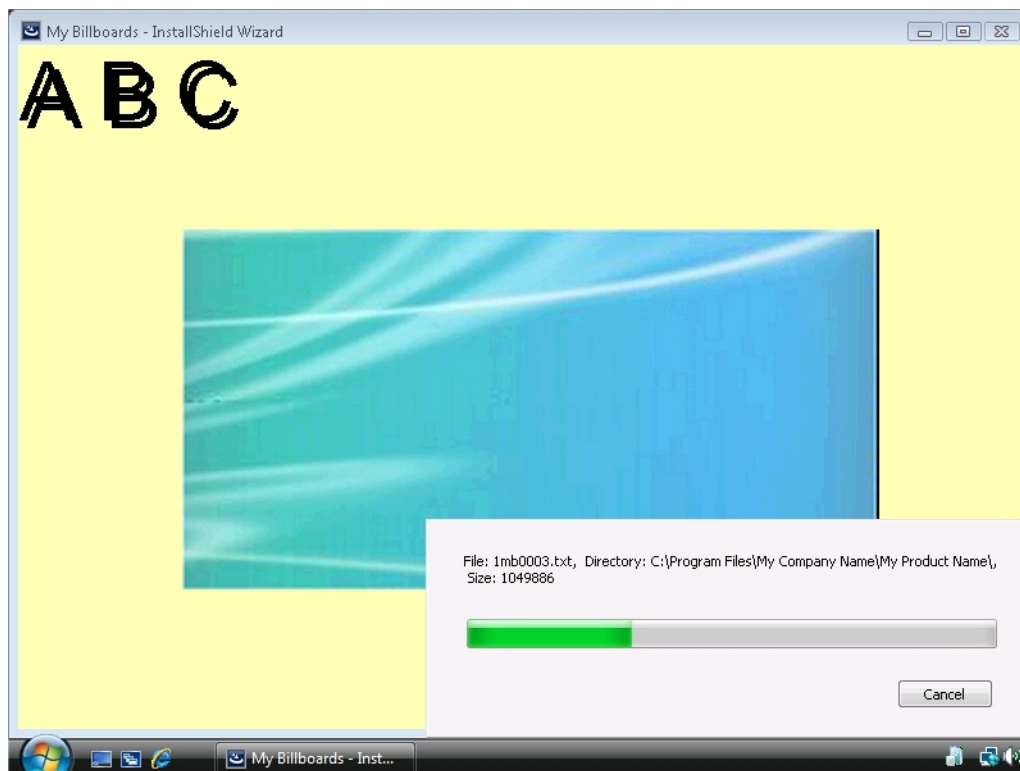 My Billboards - InstallShield Wizard
A B C
File: 1mb0003.txt, Directory: C:\Program Files\My Company Name\My Product Name\,
Size: 1049886
Cancel
My Billboards - Inst...